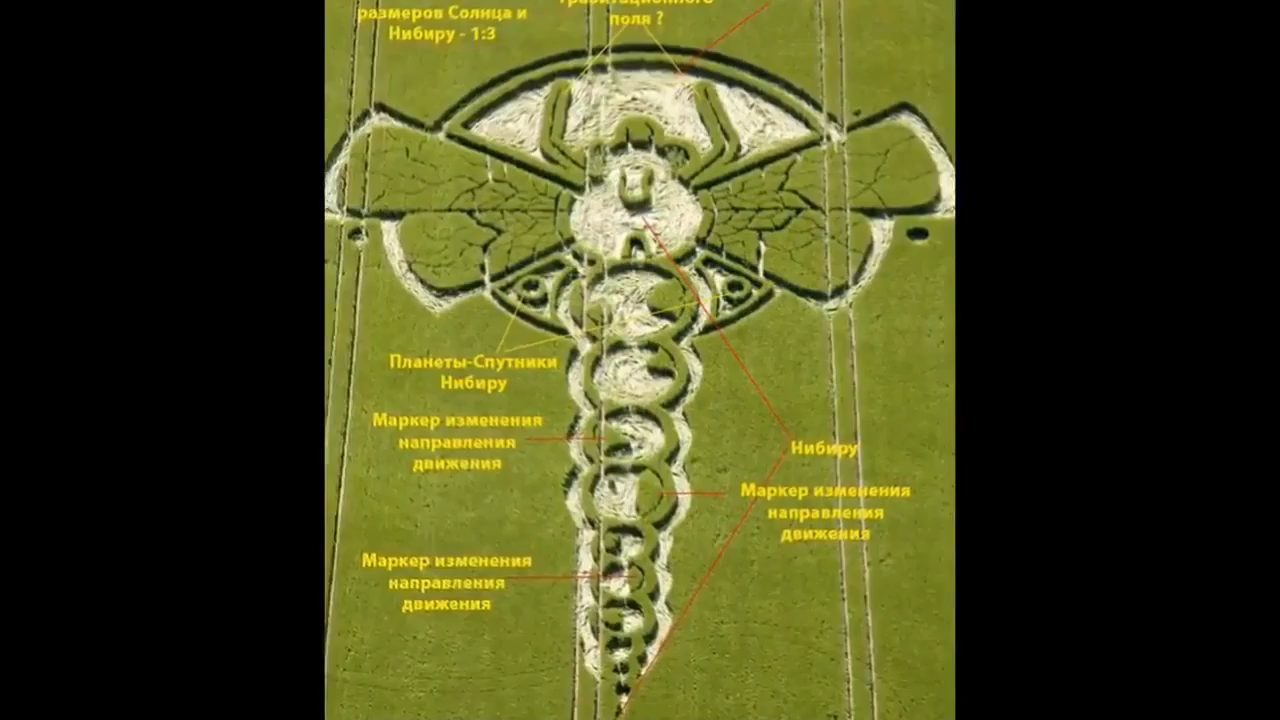 размеров Солнца и
Нибиру - 1:3
гравитационного
поля ?
Планеты-Спутники
Нибиру
Маркер изменения
направления
движения
Нибиру
Маркер изменения
направления
движения
Маркер изменения
направления
движения